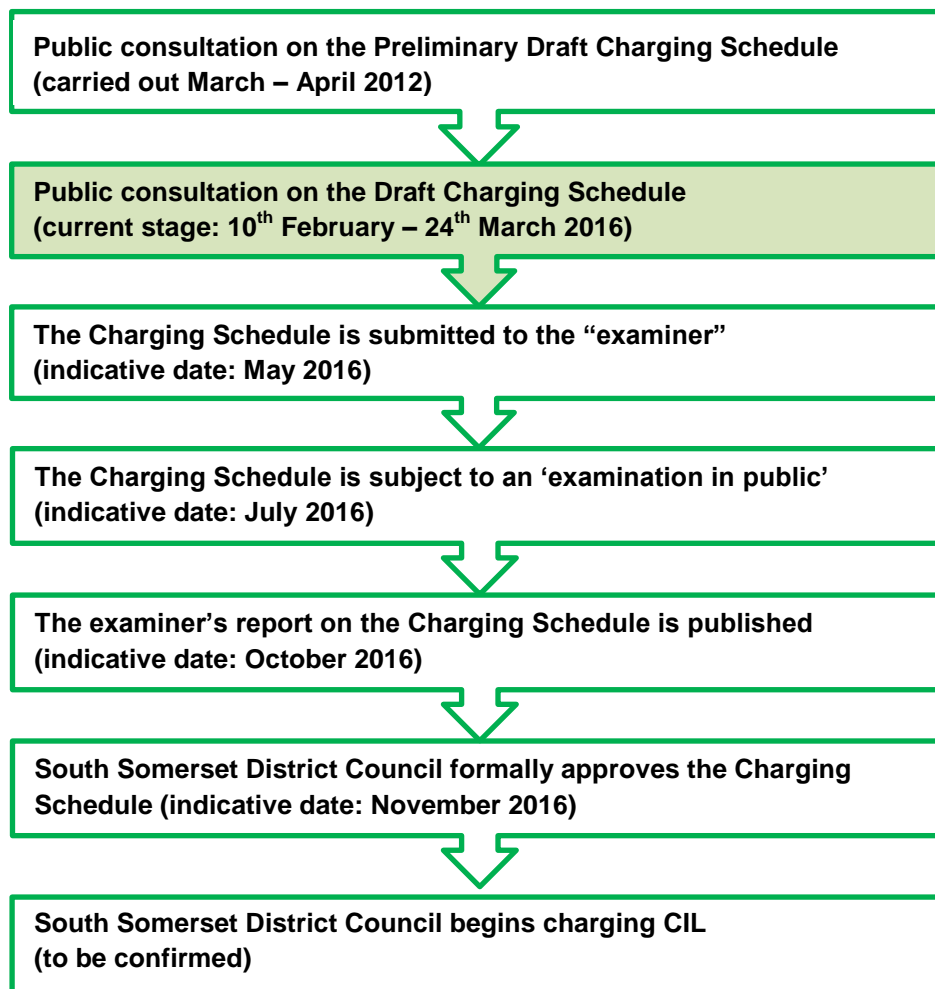 Public consultation on the Preliminary Draft Charging Schedule
(carried out March – April 2012)
Public consultation on the Draft Charging Schedule
(current stage: 10th February – 24th March 2016)
The Charging Schedule is submitted to the “examiner”
(indicative date: May 2016)
The Charging Schedule is subject to an ‘examination in public’
(indicative date: July 2016)
The examiner’s report on the Charging Schedule is published
(indicative date: October 2016)
South Somerset District Council formally approves the Charging
Schedule (indicative date: November 2016)
South Somerset District Council begins charging CIL
(to be confirmed)